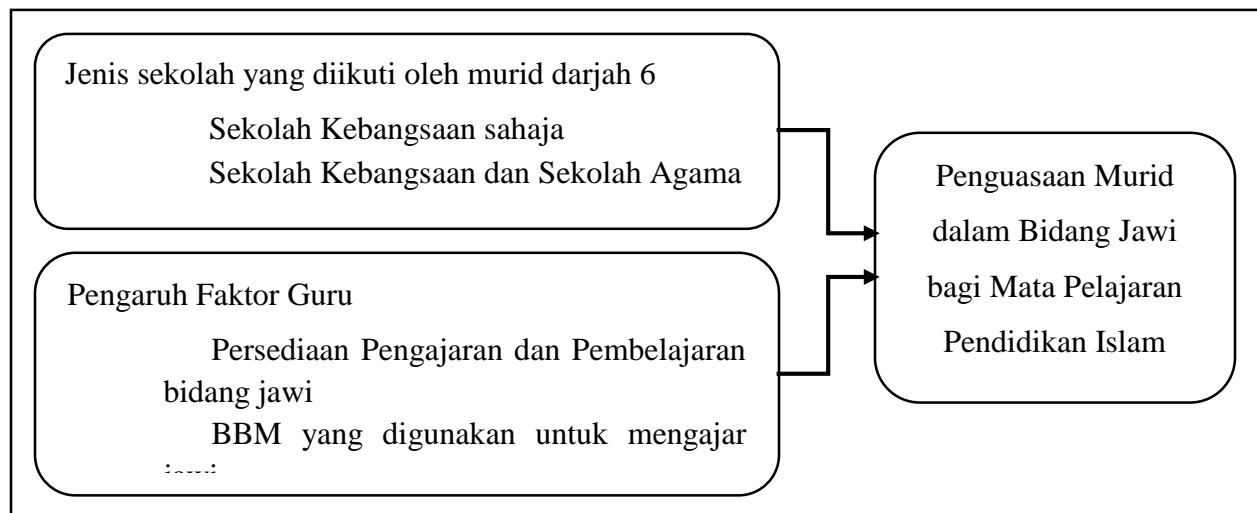 Jenis sekolah yang diikuti oleh murid darjah 6
Sekolah Kebangsaan sahaja
Sekolah Kebangsaan dan Sekolah Agama
Pengaruh Faktor Guru
Persediaan Pengajaran dan Pembelajaran
bidang jawi
BBM yang digunakan untuk mengajar
Penguasaan Murid
dalam Bidang Jawi
bagi Mata Pelajaran
Pendidikan Islam